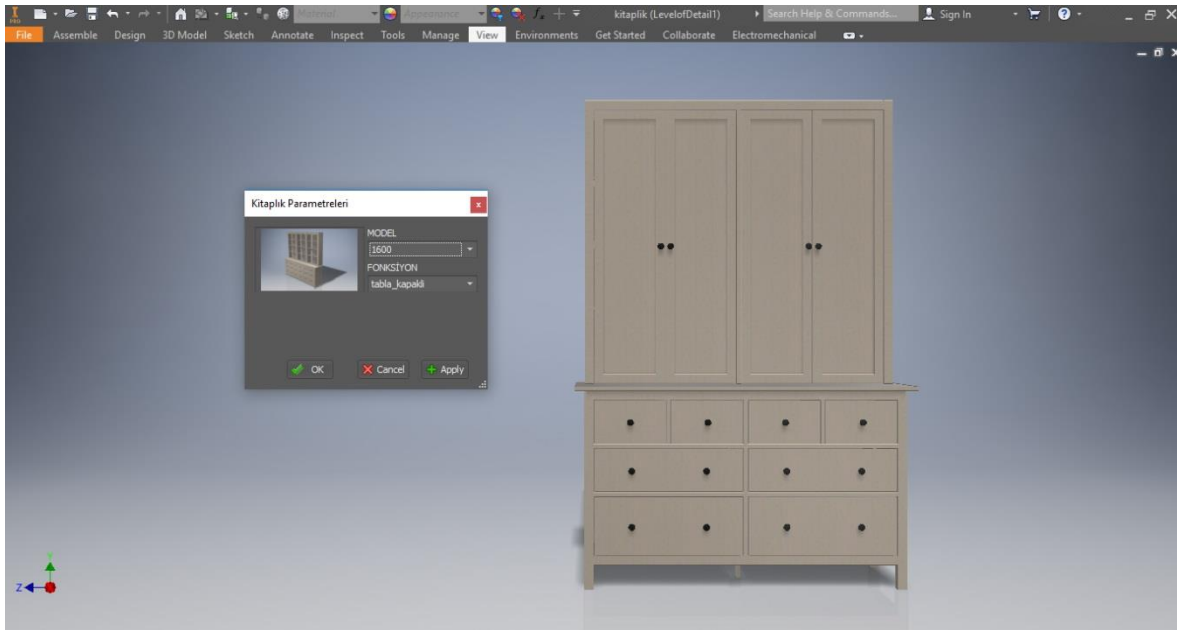 PRO Material Appearance kitaplik (LevelofDetail1) Search Help & Commands... Sign In
File Assemble Design 3D Model Sketch Annotate Inspect Tools Manage View Environments Get Started Collaborate Electromechanical
Kitaplık Parametreleri
MODEL
1600
FONKSİYON
tabla_kapakli
OK Cancel Apply
Y
Z